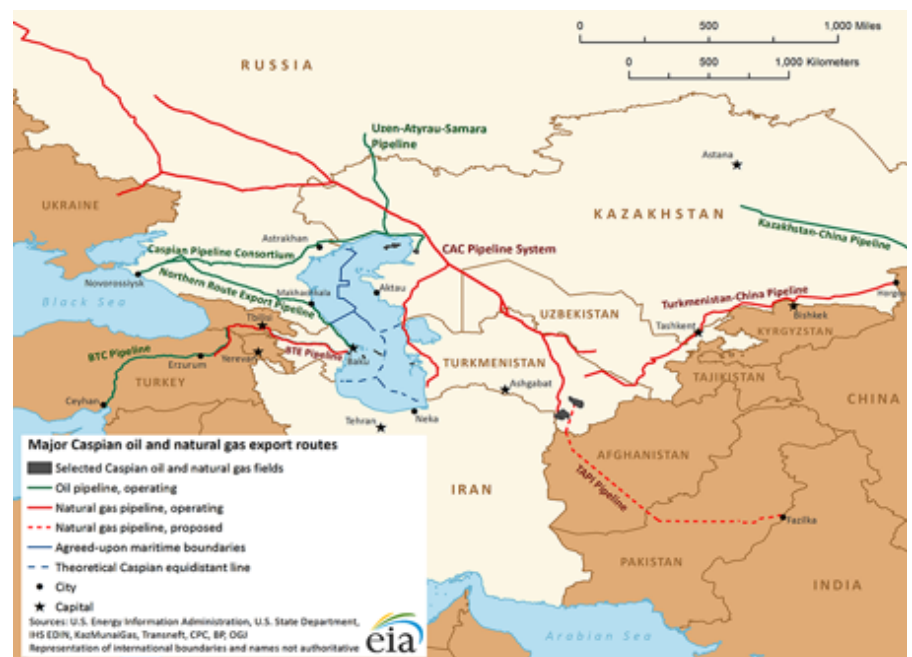 0 500 1,000 Miles
0 500 1,000 Kilometers
RUSSIA
Uzen-Atyrau-Samara
Pipeline
Astana
UKRAINE
KAZAKHSTAN
Kazakhstan-China Pipeline
Astrakhan
CAC Pipeline System
Caspian Pipeline Consortium
Novorossiysk
Northern Route Export Pipeline
Makhachkala
Aktau
Black Sea
Turkmenistan-China Pipeline
Bishkek
UZBEKISTAN
Tashkent
KYRGYZSTAN
Tbilisi
BTC Pipeline
Yerevan
BTE Pipeline
Baku
Erzurum
TURKMENISTAN
TURKEY
Ashgabat
TAJIKISTAN
CHINA
Ceyhan
Tehran
Neka
AFGHANISTAN
IRAN
TAPI Pipeline
Fazilka
PAKISTAN
INDIA
Arabian Sea
Major Caspian oil and natural gas export routes
Selected Caspian oil and natural gas fields
Oil pipeline, operating
Natural gas pipeline, operating
Natural gas pipeline, proposed
Agreed-upon maritime boundaries
Theoretical Caspian equidistant line
City
Capital
Sources: U.S. Energy Information Administration, U.S. State Department,
IHS EDIN, KazMunaiGas, Transneft, CPC, BP, OGJ
Representation of international boundaries and names not authoritative
eia